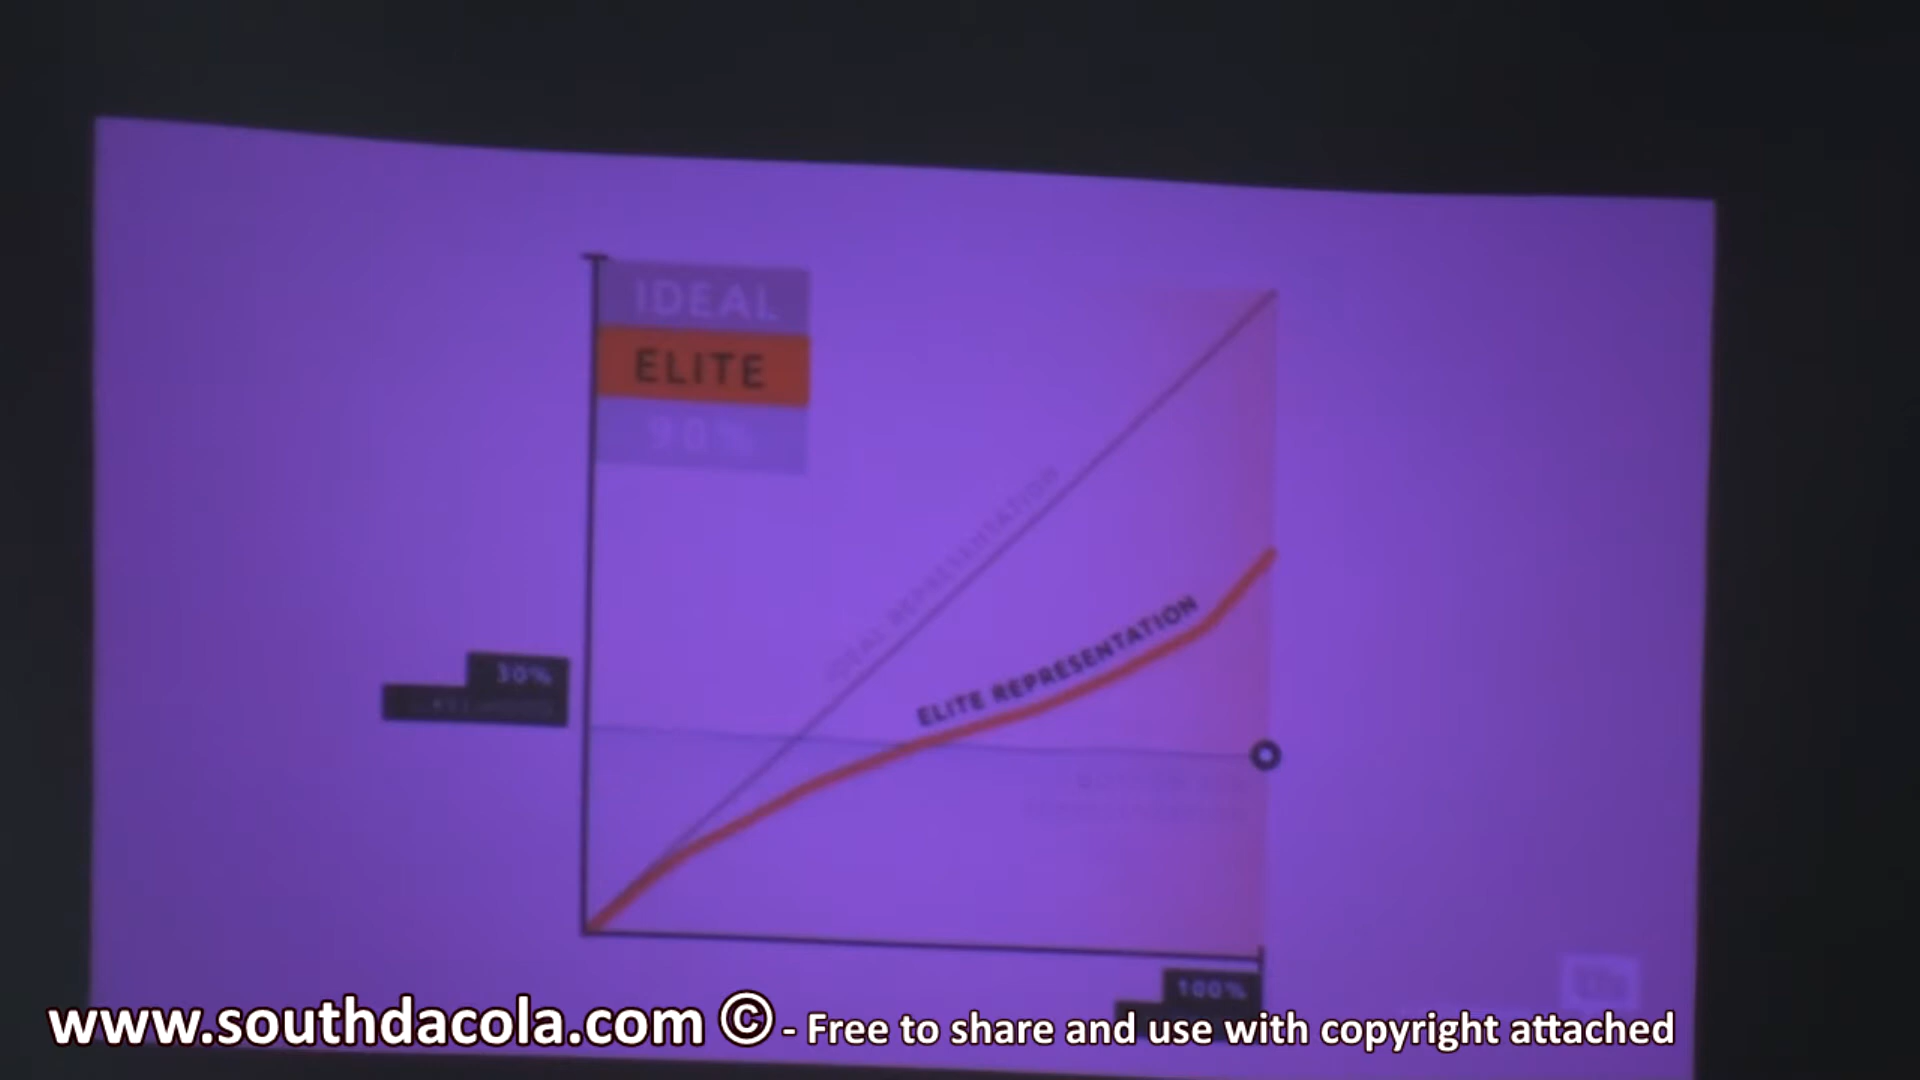 IDEAL
ELITE
90%
IDEAL REPRESENTATION
ELITE REPRESENTATION
30%
100%
www.southdacola.com © - Free to share and use with copyright attached